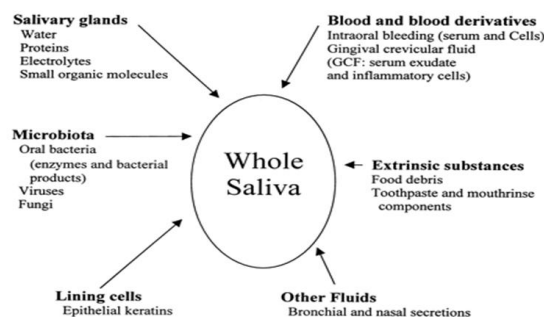 Salivary glands
Water
Proteins
Electrolytes
Small organic molecules
Blood and blood derivatives
Intraoral bleeding (serum and Cells)
Gingival crevicular fluid
(GCF: serum exudate
and inflammatory cells)
Microbiota
Oral bacteria
(enzymes and bacterial
products)
Viruses
Fungi
Whole
Saliva
Extrinsic substances
Food debris
Toothpaste and mouthrinse
components
Lining cells
Epithelial keratins
Other Fluids
Bronchial and nasal secretions